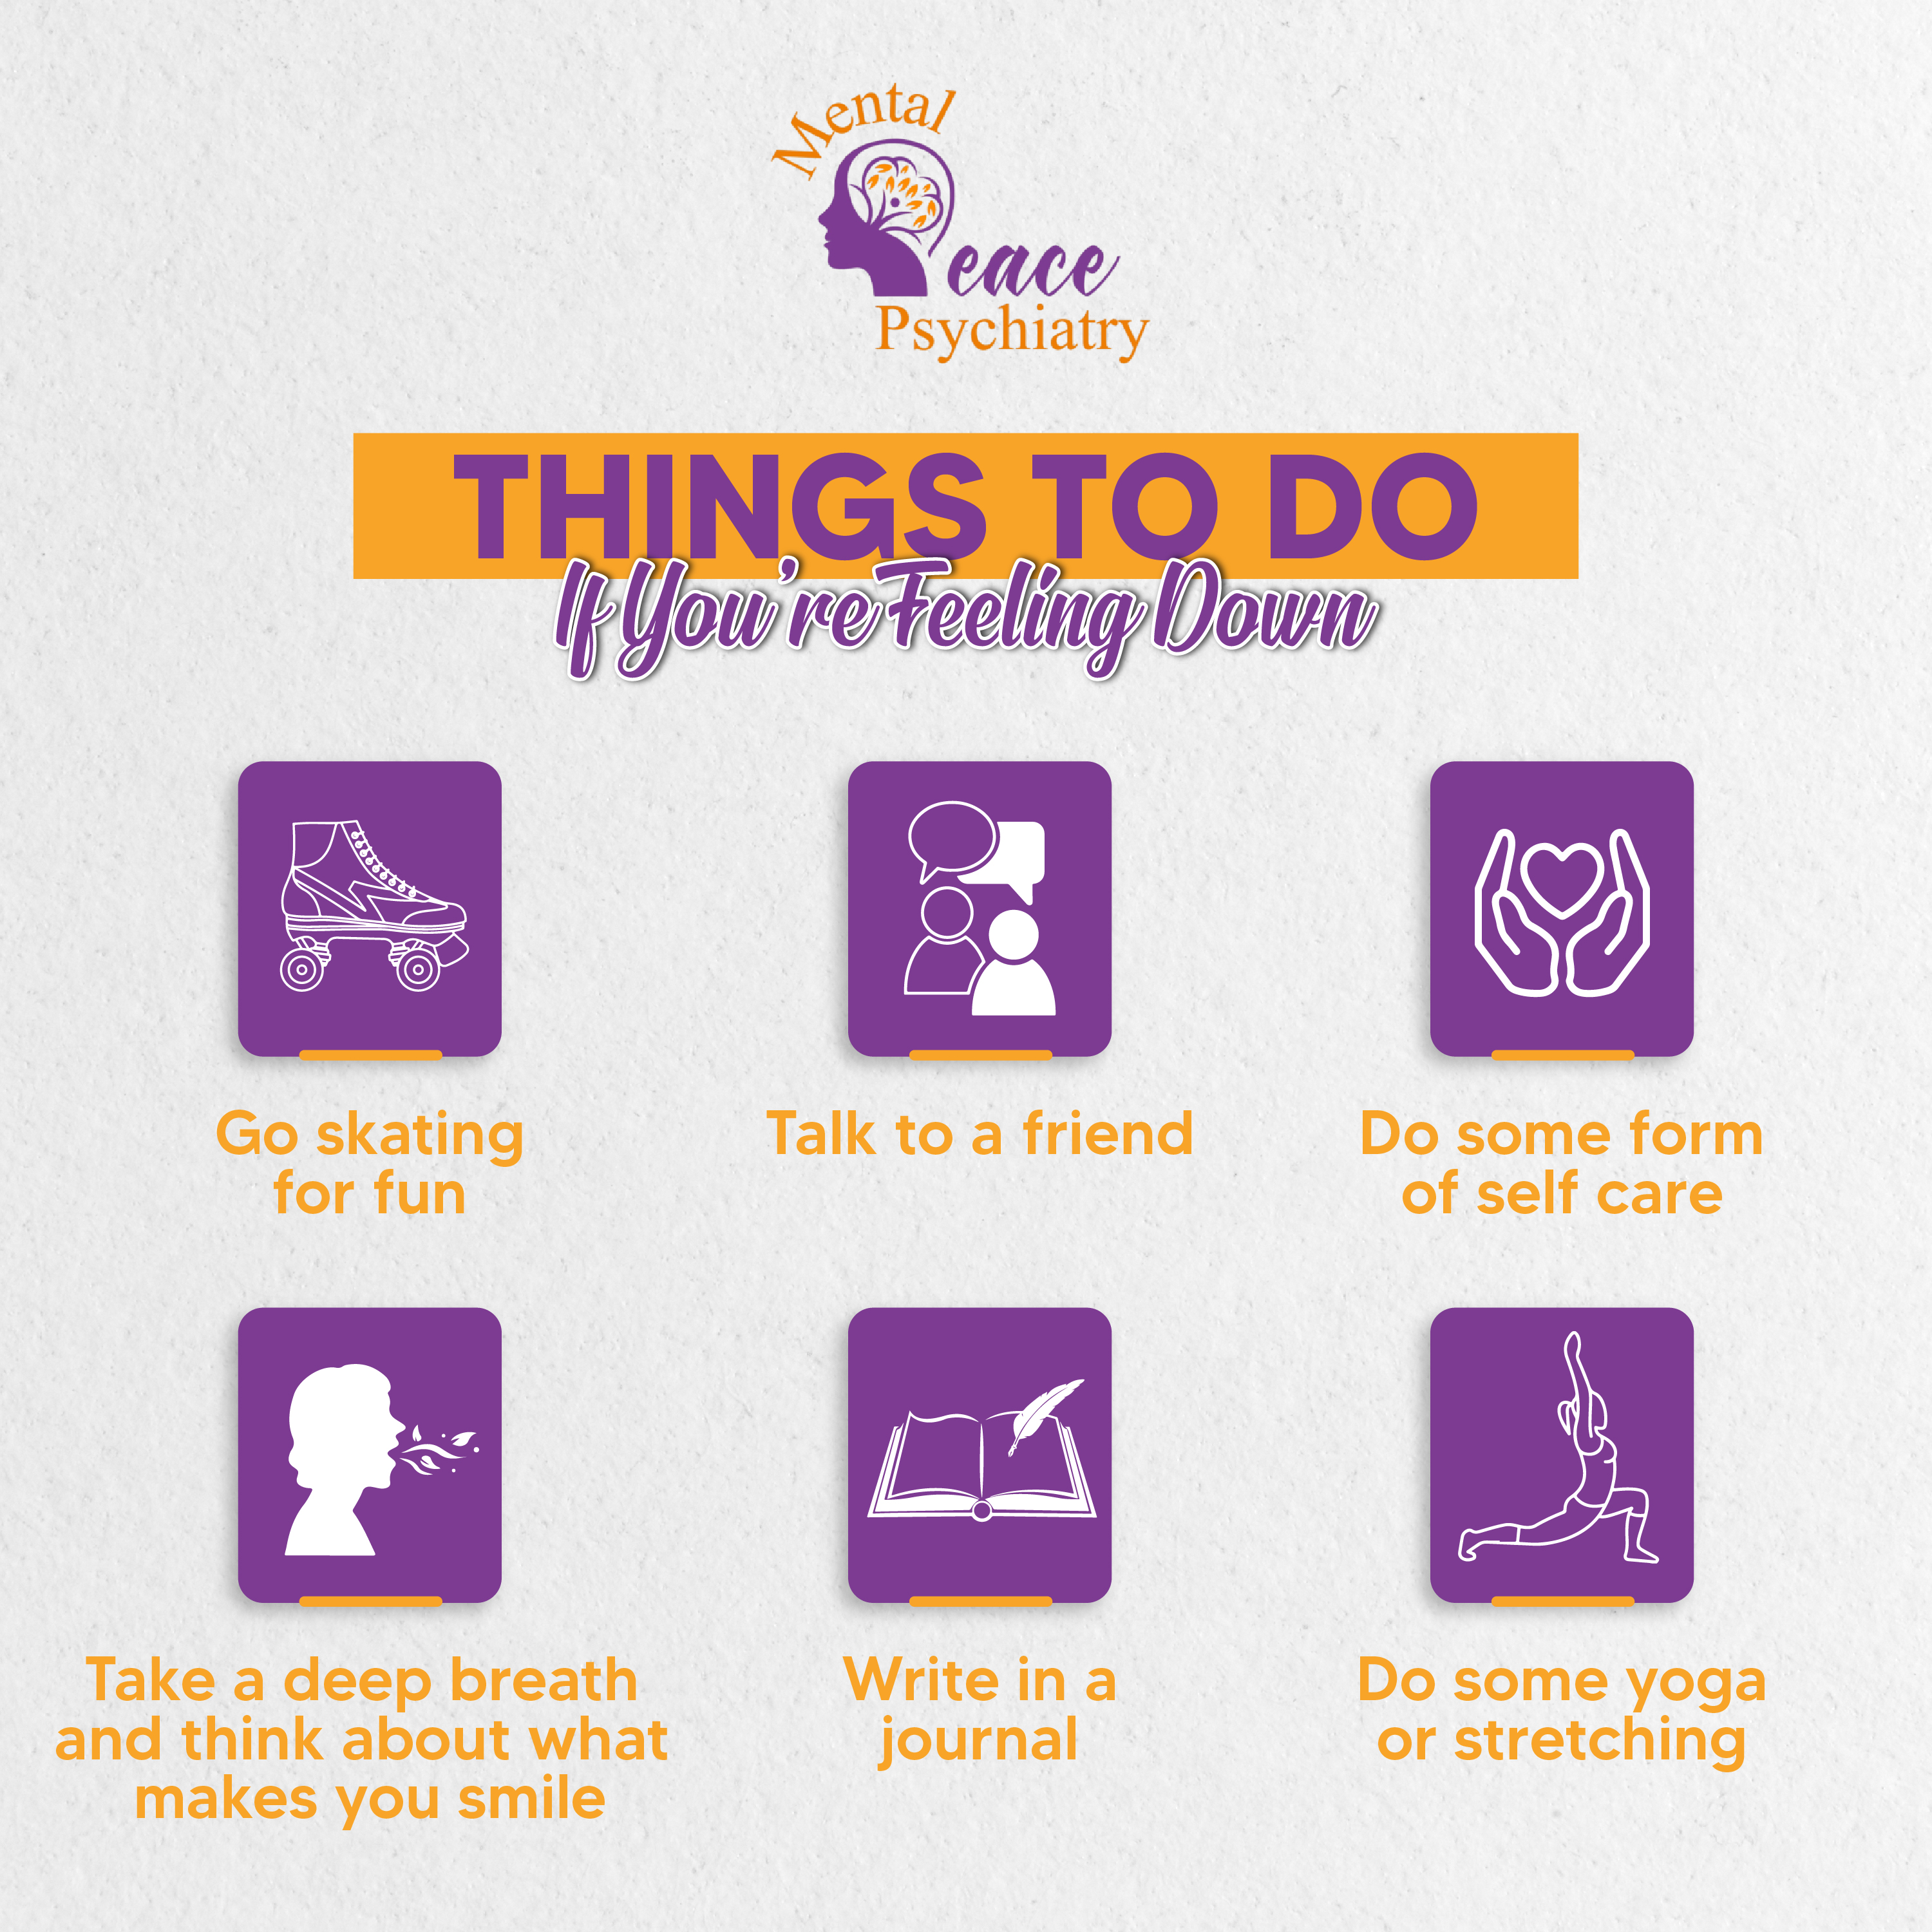 Mental
Peace
Psychiatry
THINGS TO DO
If You're Feeling Down
Go skating
for fun
Talk to a friend
Do some form
of self care
Take a deep breath
and think about what
makes you smile
Write in a
journal
Do some yoga
or stretching